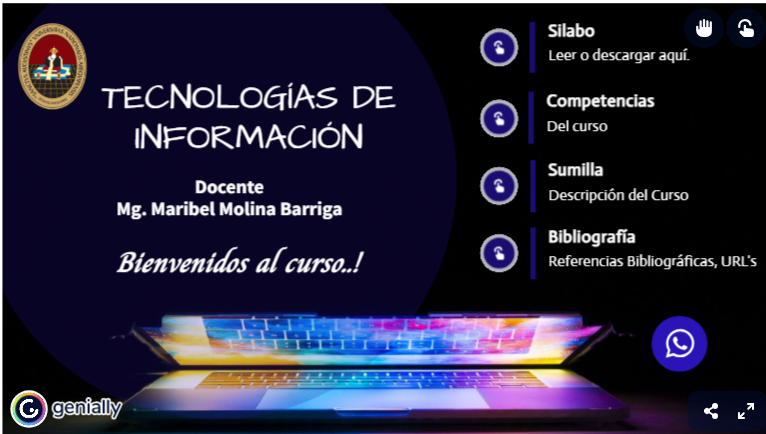 TECNOLOGÍAS DE
INFORMACIÓN
Docente
Mg. Maribel Molina Barriga
Bienvenidos al curso..!
Silabo
Leer o descargar aquí.
Competencias
Del curso
Sumilla
Descripción del Curso
Bibliografía
Referencias Bibliográficas, URL's
genially